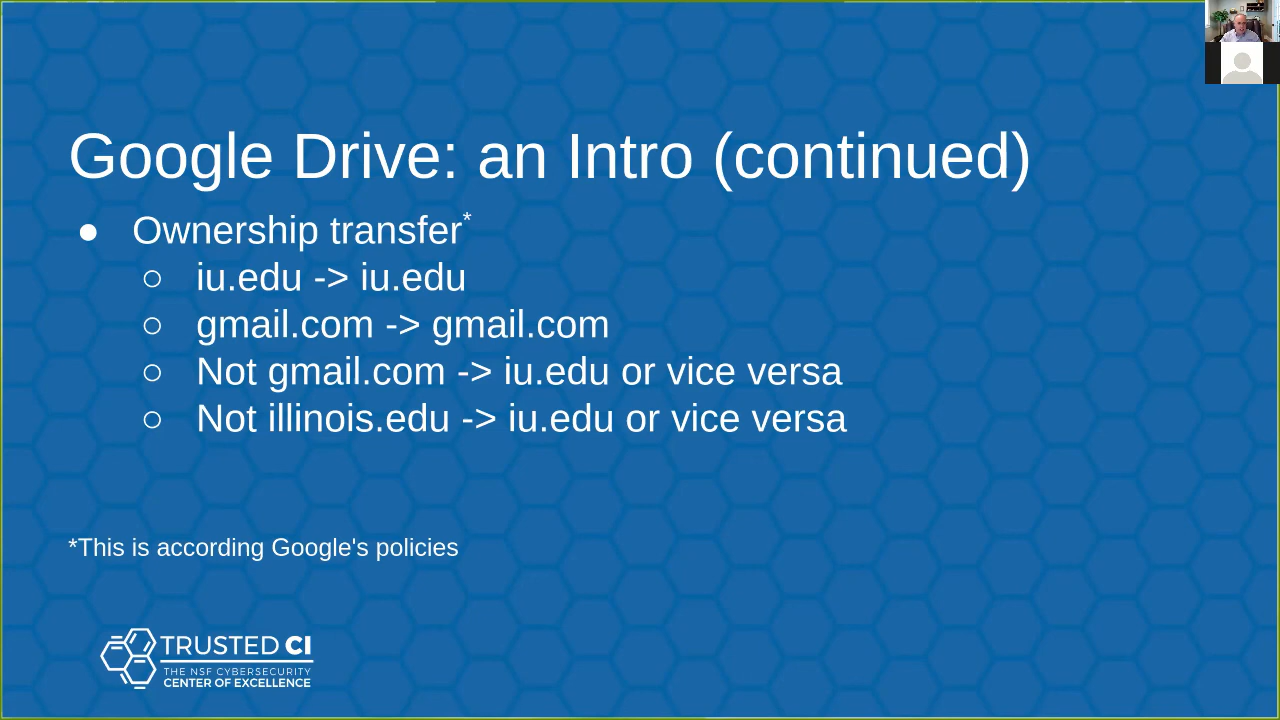 Google Drive: an Intro (continued)
● Ownership transfer*
○ iu.edu -> iu.edu
○ gmail.com -> gmail.com
○ Not gmail.com -> iu.edu or vice versa
○ Not illinois.edu -> iu.edu or vice versa
*This is according Google's policies
TRUSTED CI
THE NSF CYBERSECURITY
CENTER OF EXCELLENCE